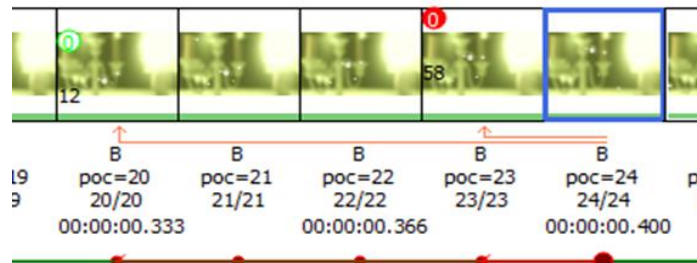 0
0
12
58
B B B B B
19 poc=20 poc=21 poc=22 poc=23 poc=24 p
9 20/20 21/21 22/22 23/23 24/24
00:00:00.333 00:00:00.366 00:00:00.400